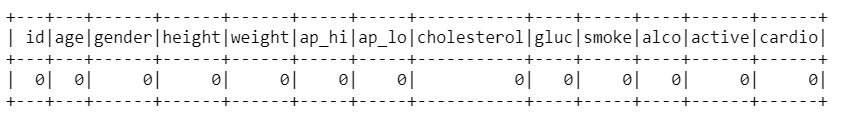 +---+---+------+------+------+-----+-----+-----------+----+-----+----+------+------+
| id|age|gender|height|weight|ap_hi|ap_lo|cholesterol|gluc|smoke|alco|active|cardio|
+---+---+------+------+------+-----+-----+-----------+----+-----+----+------+------+
|  0|  0|     0|     0|     0|    0|    0|          0|   0|    0|   0|     0|     0|
+---+---+------+------+------+-----+-----+-----------+----+-----+----+------+------+